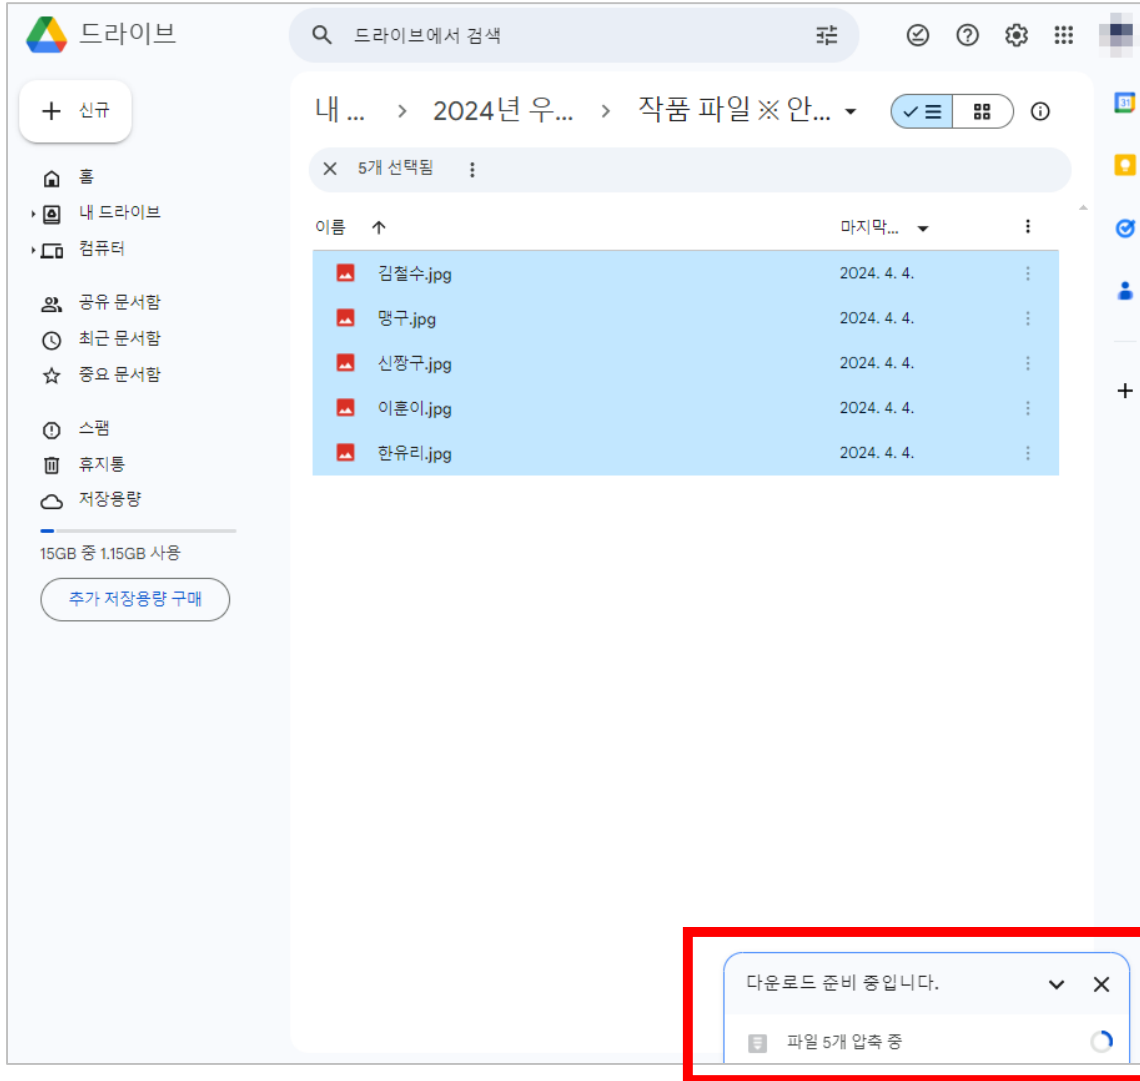 드라이브
드라이브에서 검색
신규
내 ... > 2024년 우... > 작품 파일 ※ 안...
5개 선택됨
홈
내 드라이브
컴퓨터
공유 문서함
최근 문서함
중요 문서함
스팸
휴지통
저장용량
15GB 중 1.15GB 사용
추가 저장용량 구매
이름 마지막...
김철수.jpg 2024. 4. 4.
맹구.jpg 2024. 4. 4.
신짱구.jpg 2024. 4. 4.
이훈이.jpg 2024. 4. 4.
한유리.jpg 2024. 4. 4.
31
다운로드 준비 중입니다.
파일 5개 압축 중